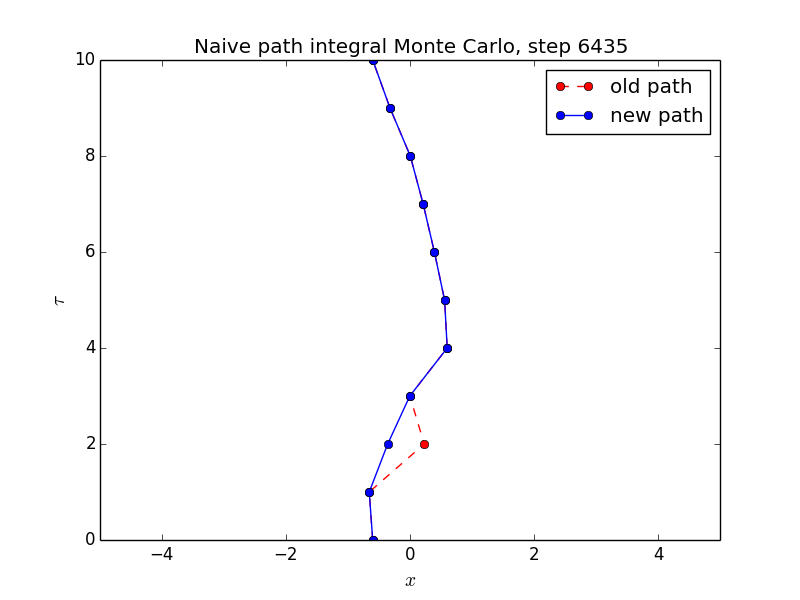 Naive path integral Monte Carlo, step 6435
old path
new path
10
8
6
4
2
0
τ
−4 −2 0 2 4
x